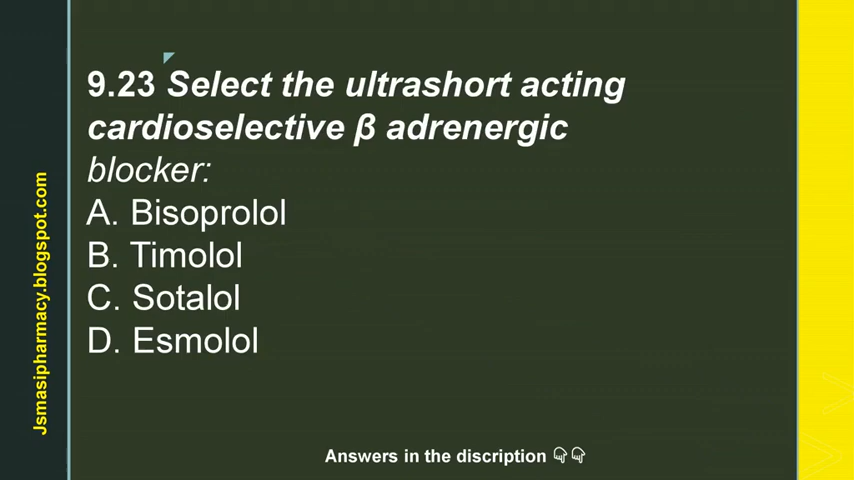 9.23 Select the ultrashort acting
cardioselective β adrenergic
blocker:
A. Bisoprolol
B. Timolol
C. Sotalol
D. Esmolol
Jsmasipharmacy.blogspot.com
Answers in the discription 👇👇